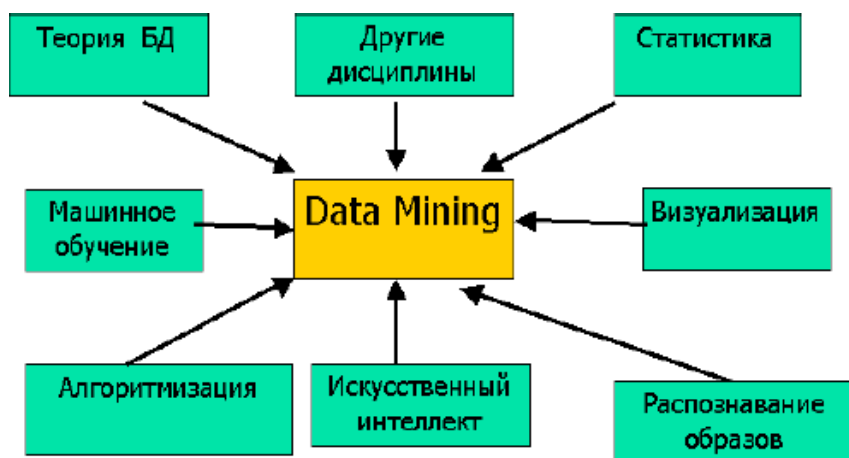 Теория БД
Другие
дисциплины
Статистика
Машинное
обучение
Data Mining
Визуализация
Алгоритмизация
Искусственный
интеллект
Распознавание
образов